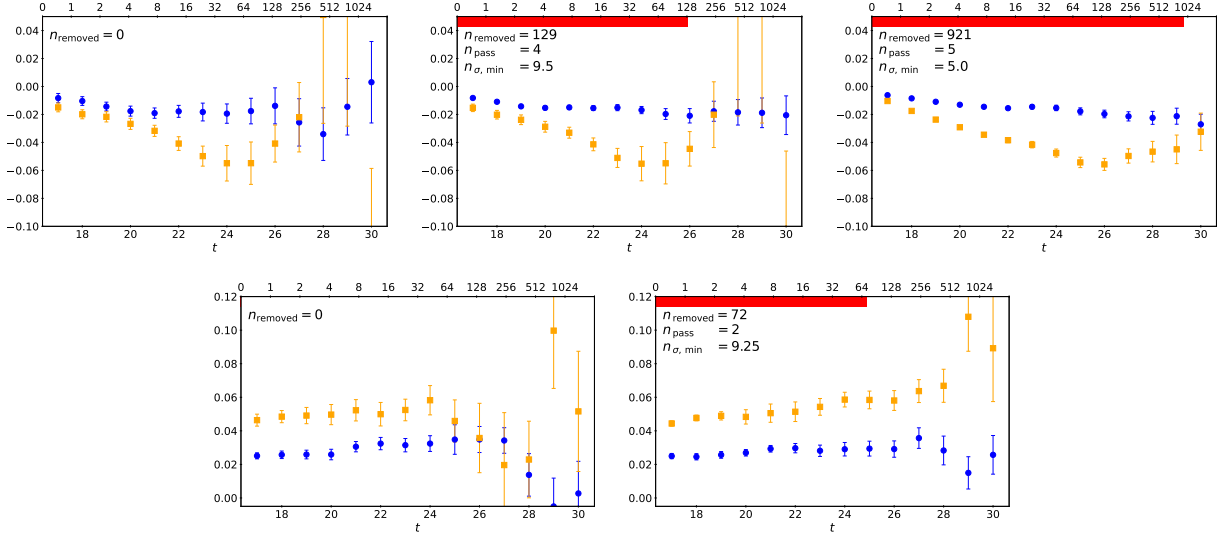 0 1 2 4 8 16 32 64 128 256 512 1024
n_removed = 0
0.04
0.02
0.00
−0.02
−0.04
−0.06
−0.08
−0.10
18 20 22 24 26 28 30
t
0 1 2 4 8 16 32 64 128 256 512 1024
n_removed = 129
n_pass = 4
n_σ, min = 9.5
0.04
0.02
0.00
−0.02
−0.04
−0.06
−0.08
−0.10
18 20 22 24 26 28 30
t
0 1 2 4 8 16 32 64 128 256 512 1024
n_removed = 921
n_pass = 5
n_σ, min = 5.0
0.04
0.02
0.00
−0.02
−0.04
−0.06
−0.08
−0.10
18 20 22 24 26 28 30
t
0 1 2 4 8 16 32 64 128 256 512 1024
n_removed = 0
0.12
0.10
0.08
0.06
0.04
0.02
0.00
18 20 22 24 26 28 30
t
0 1 2 4 8 16 32 64 128 256 512 1024
n_removed = 72
n_pass = 2
n_σ, min = 9.25
0.12
0.10
0.08
0.06
0.04
0.02
0.00
18 20 22 24 26 28 30
t